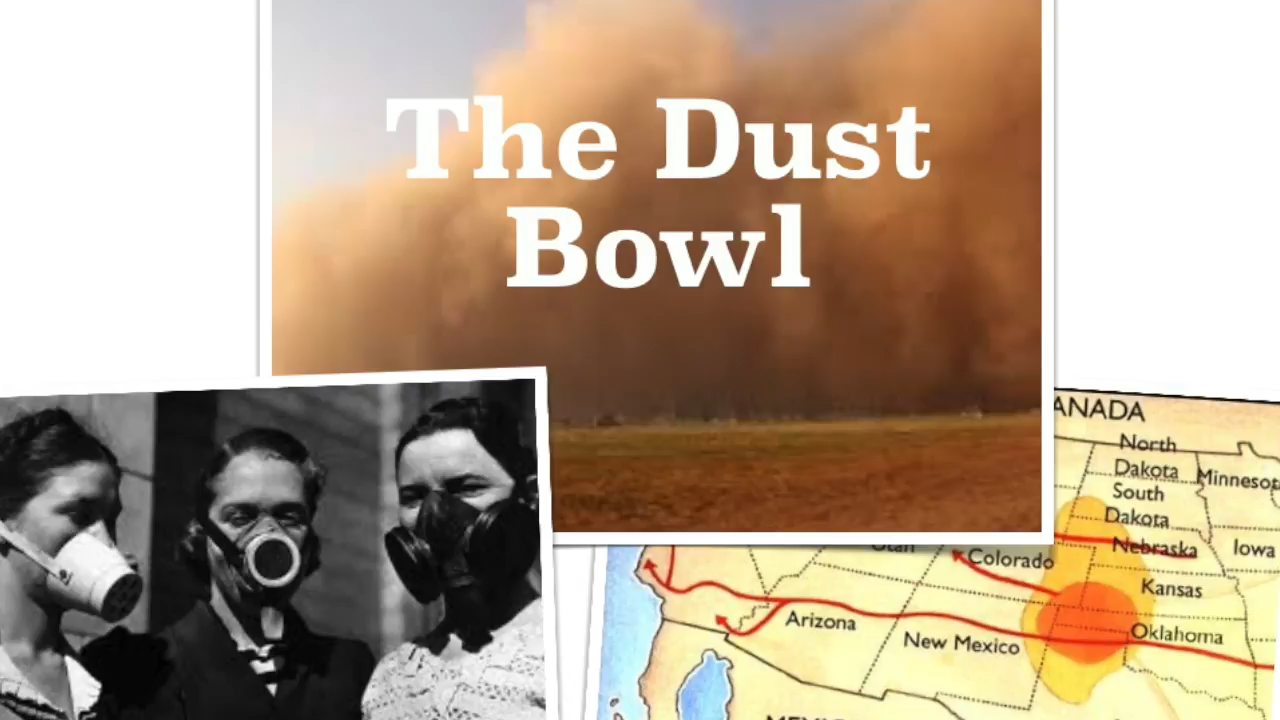 The Dust
Bowl
ANADA
North
Dakota
Minnesot
South
Dakota
Nebraska
Iowa
Utah
Colorado
Kansas
Arizona
New Mexico
Oklahoma